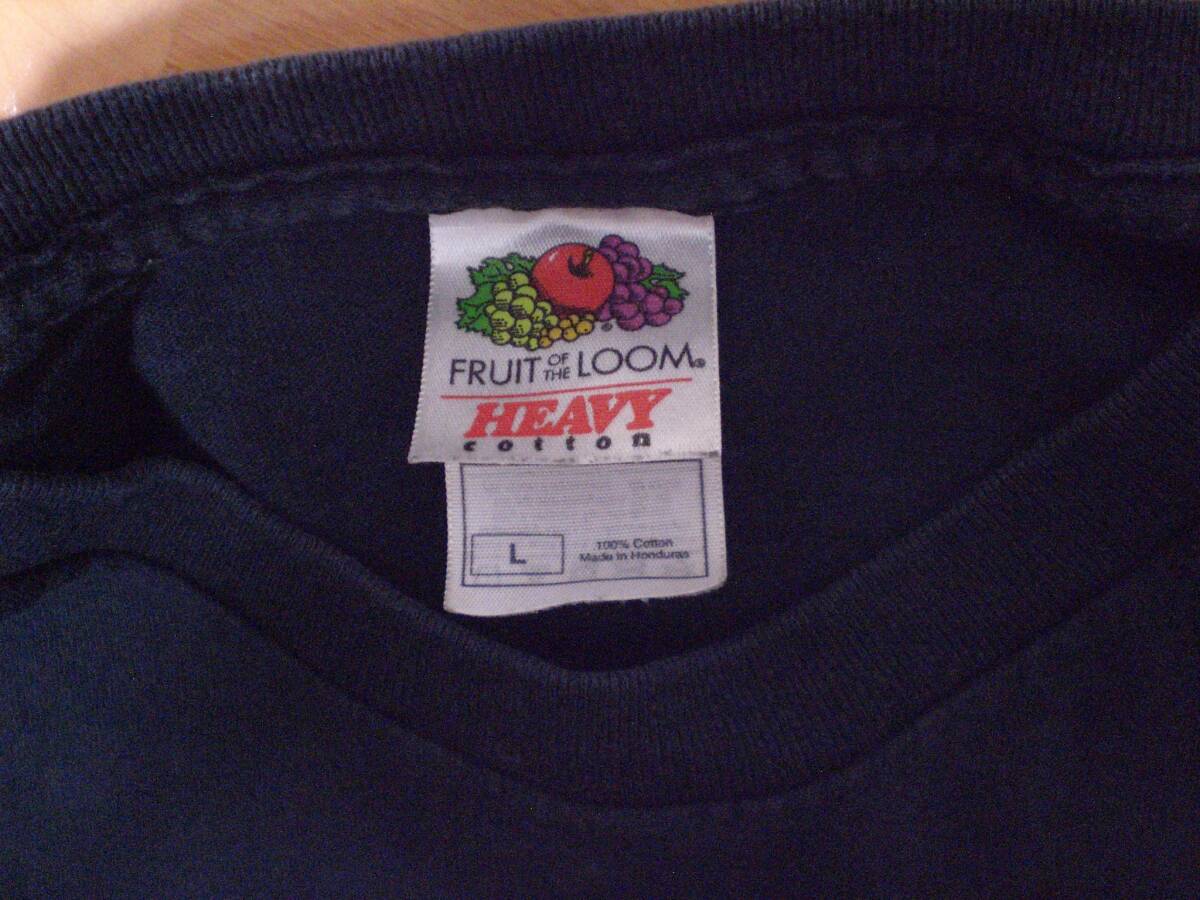 FRUIT OF THE LOOM®
HEAVY
cotton
L
100% Cotton
Made in Honduras